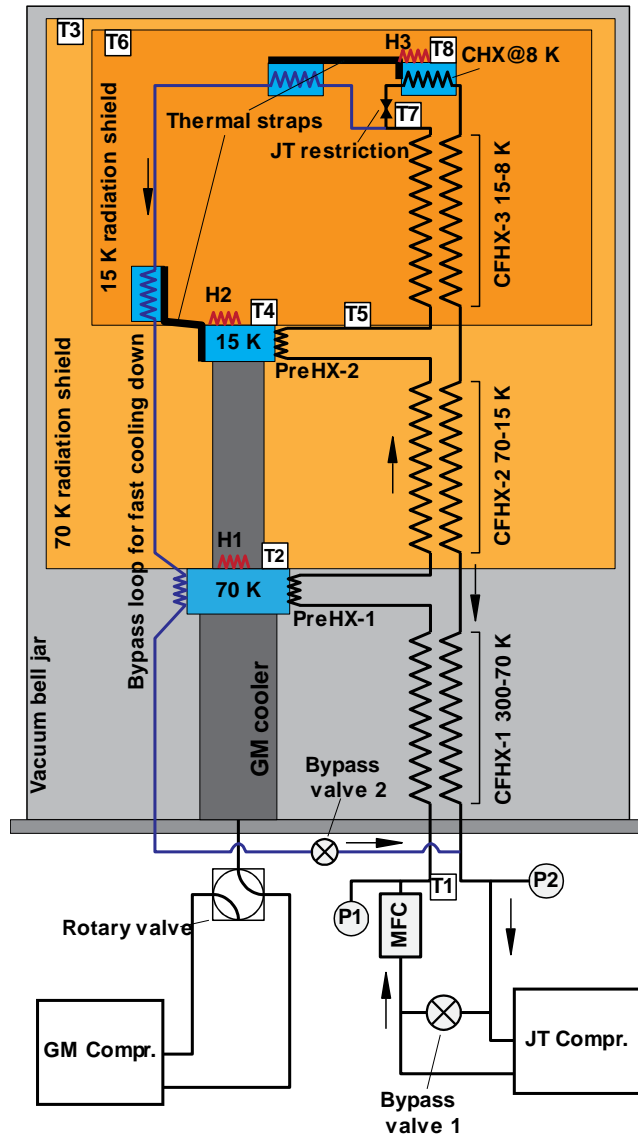 T3
T6
H3
T8
CHX@8 K
Thermal straps
T7
JT restriction
15 K radiation shield
CFHX-3 15-8 K
H2
T4
T5
15 K
PreHX-2
70 K radiation shield
Bypass loop for fast cooling down
CFHX-2 70-15 K
H1
T2
70 K
PreHX-1
Vacuum bell jar
GM cooler
CFHX-1 300-70 K
Bypass
valve 2
T1
P1
P2
MFC
Rotary valve
GM Compr.
JT Compr.
Bypass
valve 1